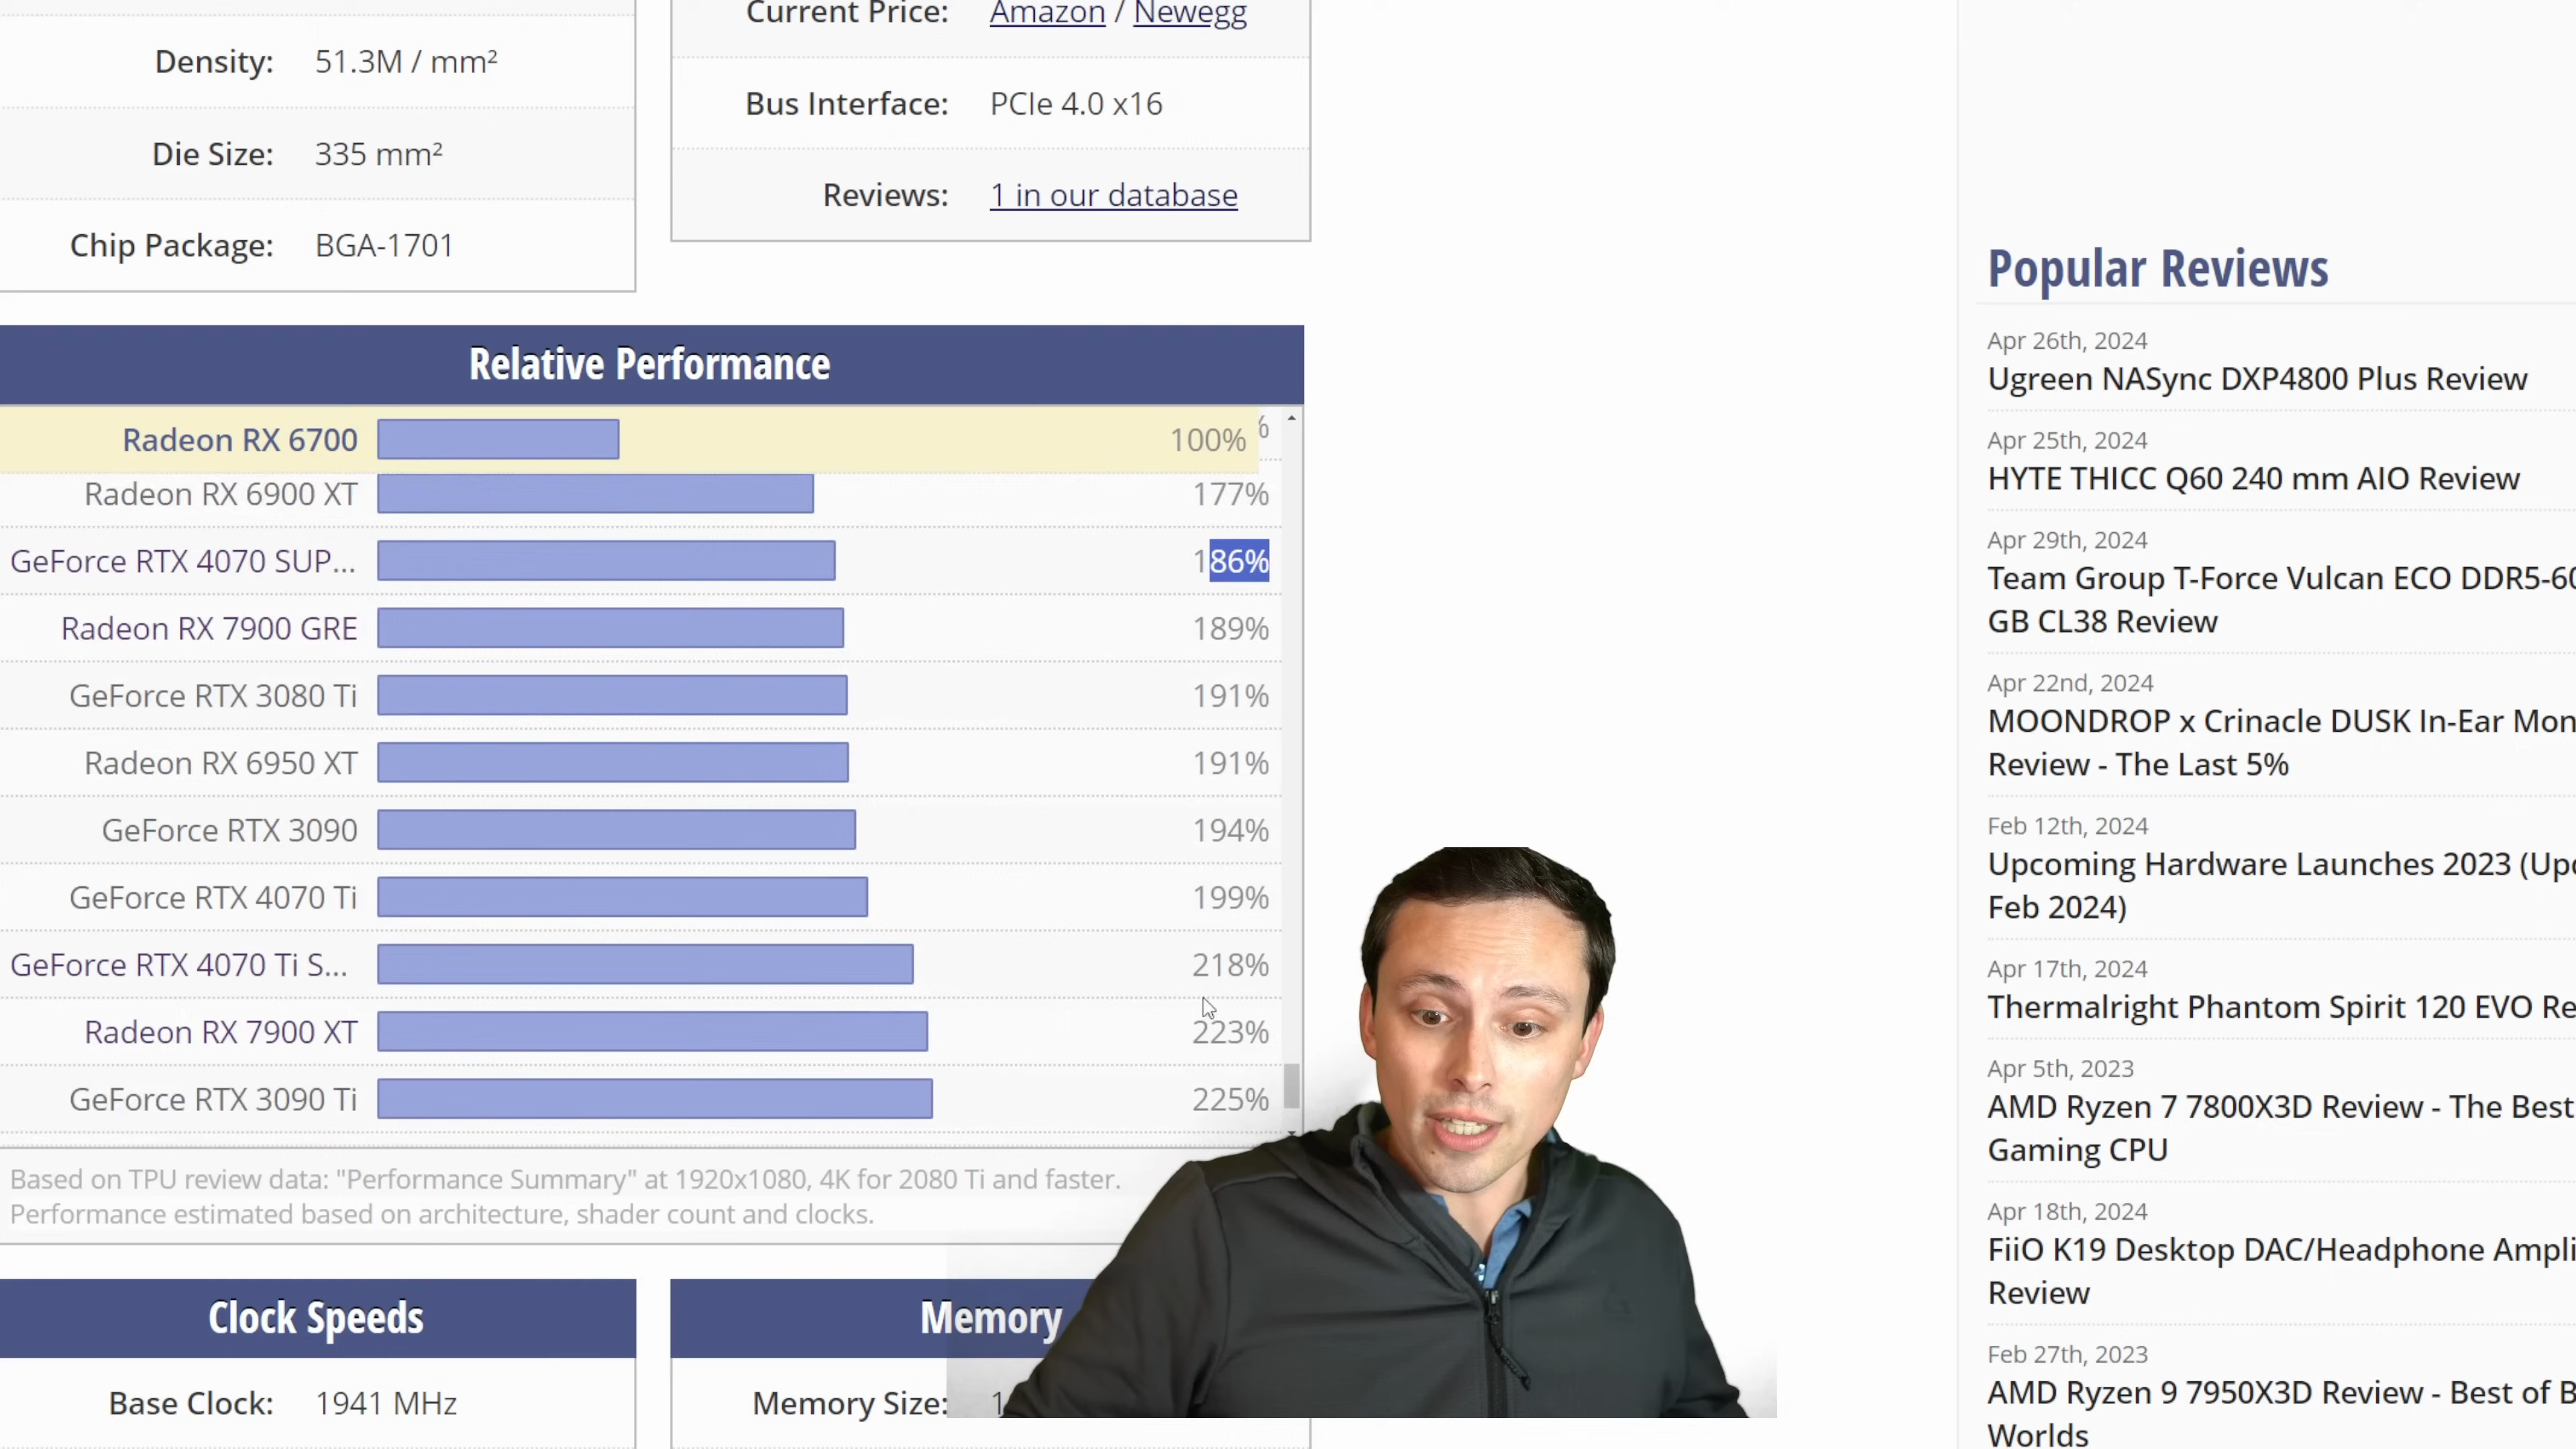 Density: 51.3M / mm²
Die Size: 335 mm²
Chip Package: BGA-1701
Current Price: Amazon / Newegg
Bus Interface: PCIe 4.0 x16
Reviews: 1 in our database
Relative Performance
Radeon RX 6700 100%
%
Radeon RX 6900 XT 177%
GeForce RTX 4070 SUP... 186%
Radeon RX 7900 GRE 189%
GeForce RTX 3080 Ti 191%
Radeon RX 6950 XT 191%
GeForce RTX 3090 194%
GeForce RTX 4070 Ti 199%
GeForce RTX 4070 Ti S... 218%
Radeon RX 7900 XT 223%
GeForce RTX 3090 Ti 225%
Based on TPU review data: "Performance Summary" at 1920x1080, 4K for 2080 Ti and faster.
Performance estimated based on architecture, shader count and clocks.
Clock Speeds
Base Clock: 1941 MHz
Memory
Memory Size: 1
Popular Reviews
Apr 26th, 2024
Ugreen NASync DXP4800 Plus Review
Apr 25th, 2024
HYTE THICC Q60 240 mm AIO Review
Apr 29th, 2024
Team Group T-Force Vulcan ECO DDR5-60
GB CL38 Review
Apr 22nd, 2024
MOONDROP x Crinacle DUSK In-Ear Mon
Review - The Last 5%
Feb 12th, 2024
Upcoming Hardware Launches 2023 (Upd
Feb 2024)
Apr 17th, 2024
Thermalright Phantom Spirit 120 EVO Re
Apr 5th, 2023
AMD Ryzen 7 7800X3D Review - The Best
Gaming CPU
Apr 18th, 2024
FiiO K19 Desktop DAC/Headphone Ampli
Review
Feb 27th, 2023
AMD Ryzen 9 7950X3D Review - Best of B
Worlds